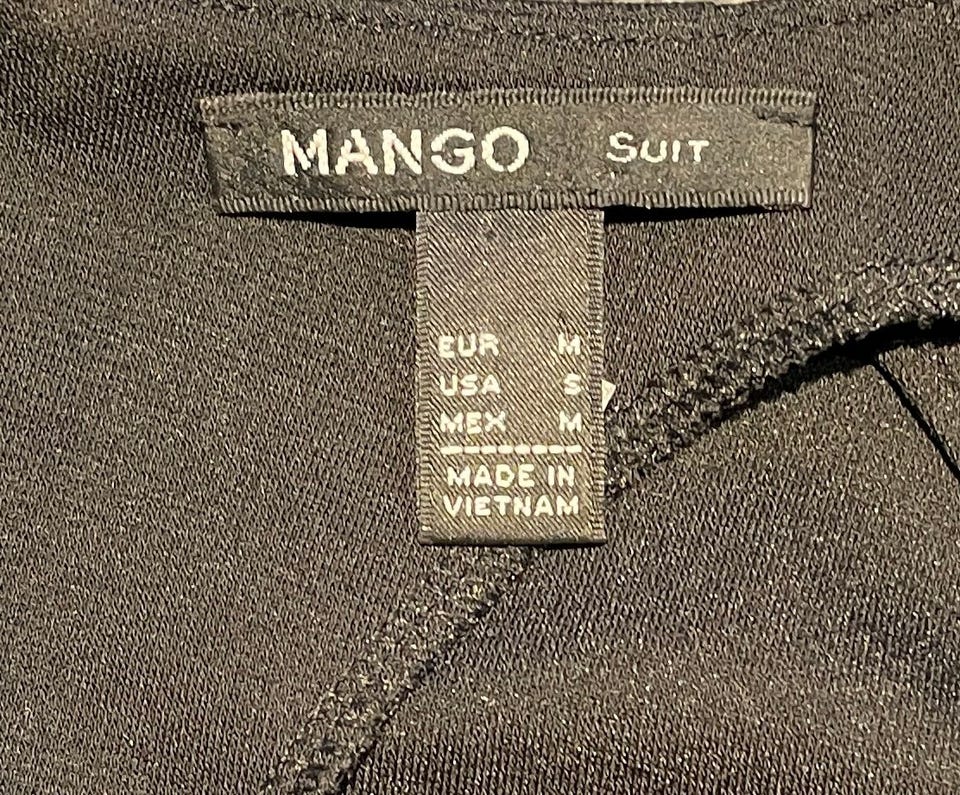 MANGO SUIT
EUR M
USA S
MEX M
MADE IN
VIETNAM